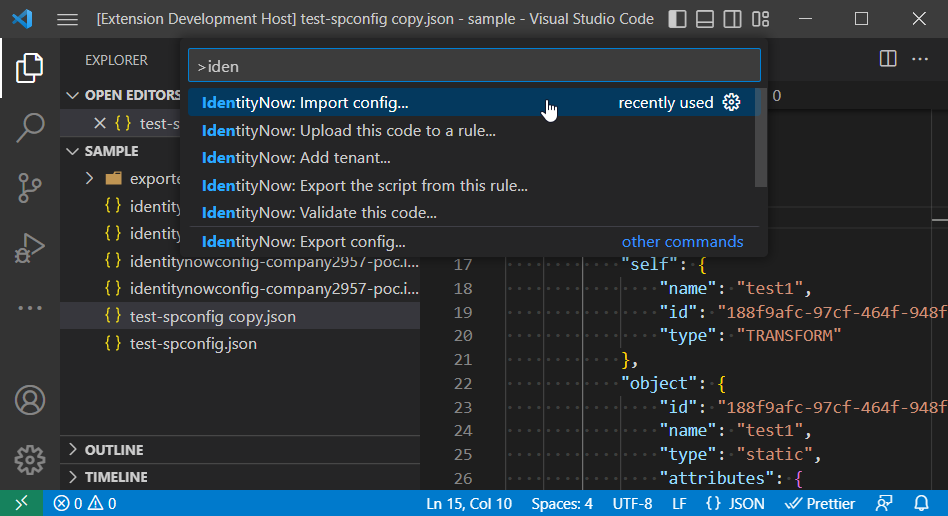 [Extension Development Host] test-spconfig copy.json - sample - Visual Studio Code
EXPLORER
>iden
OPEN EDITORS
IdentityNow: Import config...
recently used
0
test-s
IdentityNow: Upload this code to a rule...
SAMPLE
IdentityNow: Add tenant...
exporte
IdentityNow: Export the script from this rule...
identity
IdentityNow: Validate this code...
identity
IdentityNow: Export config...
other commands
identitynowconfig-company2957-poc.i...
17 "self": {
identitynowconfig-company2957-poc.i...
18 "name": "test1",
test-spconfig copy.json
19 "id": "188f9afc-97cf-464f-948f
test-spconfig.json
20 "type": "TRANSFORM"
21 },
22 "object": {
23 "id": "188f9afc-97cf-464f-948f
24 "name": "test1",
25 "type": "static",
26 "attributes": {
OUTLINE
TIMELINE
0 0 Ln 15, Col 10 Spaces: 4 UTF-8 LF {} JSON Prettier